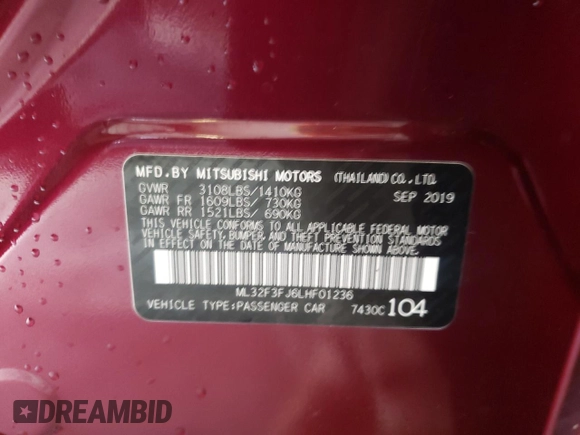 MFD.BY MITSUBISHI MOTORS (THAILAND)CO.,LTD.
GVWR 3108LBS/1410KG SEP 2019
GAWR FR 1609LBS/ 730KG
GAWR RR 1521LBS/ 690KG
THIS VEHICLE CONFORMS TO ALL APPLICABLE FEDERAL MOTOR
VEHICLE SAFETY, BUMPER, AND THEFT PREVENTION STANDARDS
IN EFFECT ON THE DATE OF MANUFACTURE SHOWN ABOVE.
ML32F3FJ6LHF01236
VEHICLE TYPE:PASSENGER CAR 7430C 104
DREAMBID